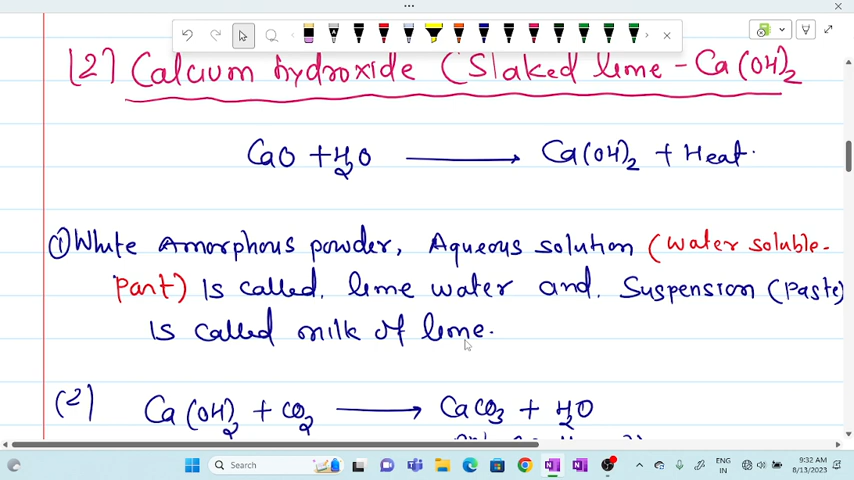 (2) Calcium hydroxide (Slaked lime - Ca(OH)2
CaO + H2O ⟶ Ca(OH)2 + Heat.
① White Amorphous powder, Aqueous solution (water soluble-
part) Is called. lime water and. Suspension (Paste)
Is called milk of lime.
(2) Ca(OH)2 + CO2 ⟶ CaCO3 + H2O
Search
ENG
IN
9:32 AM
8/13/2023